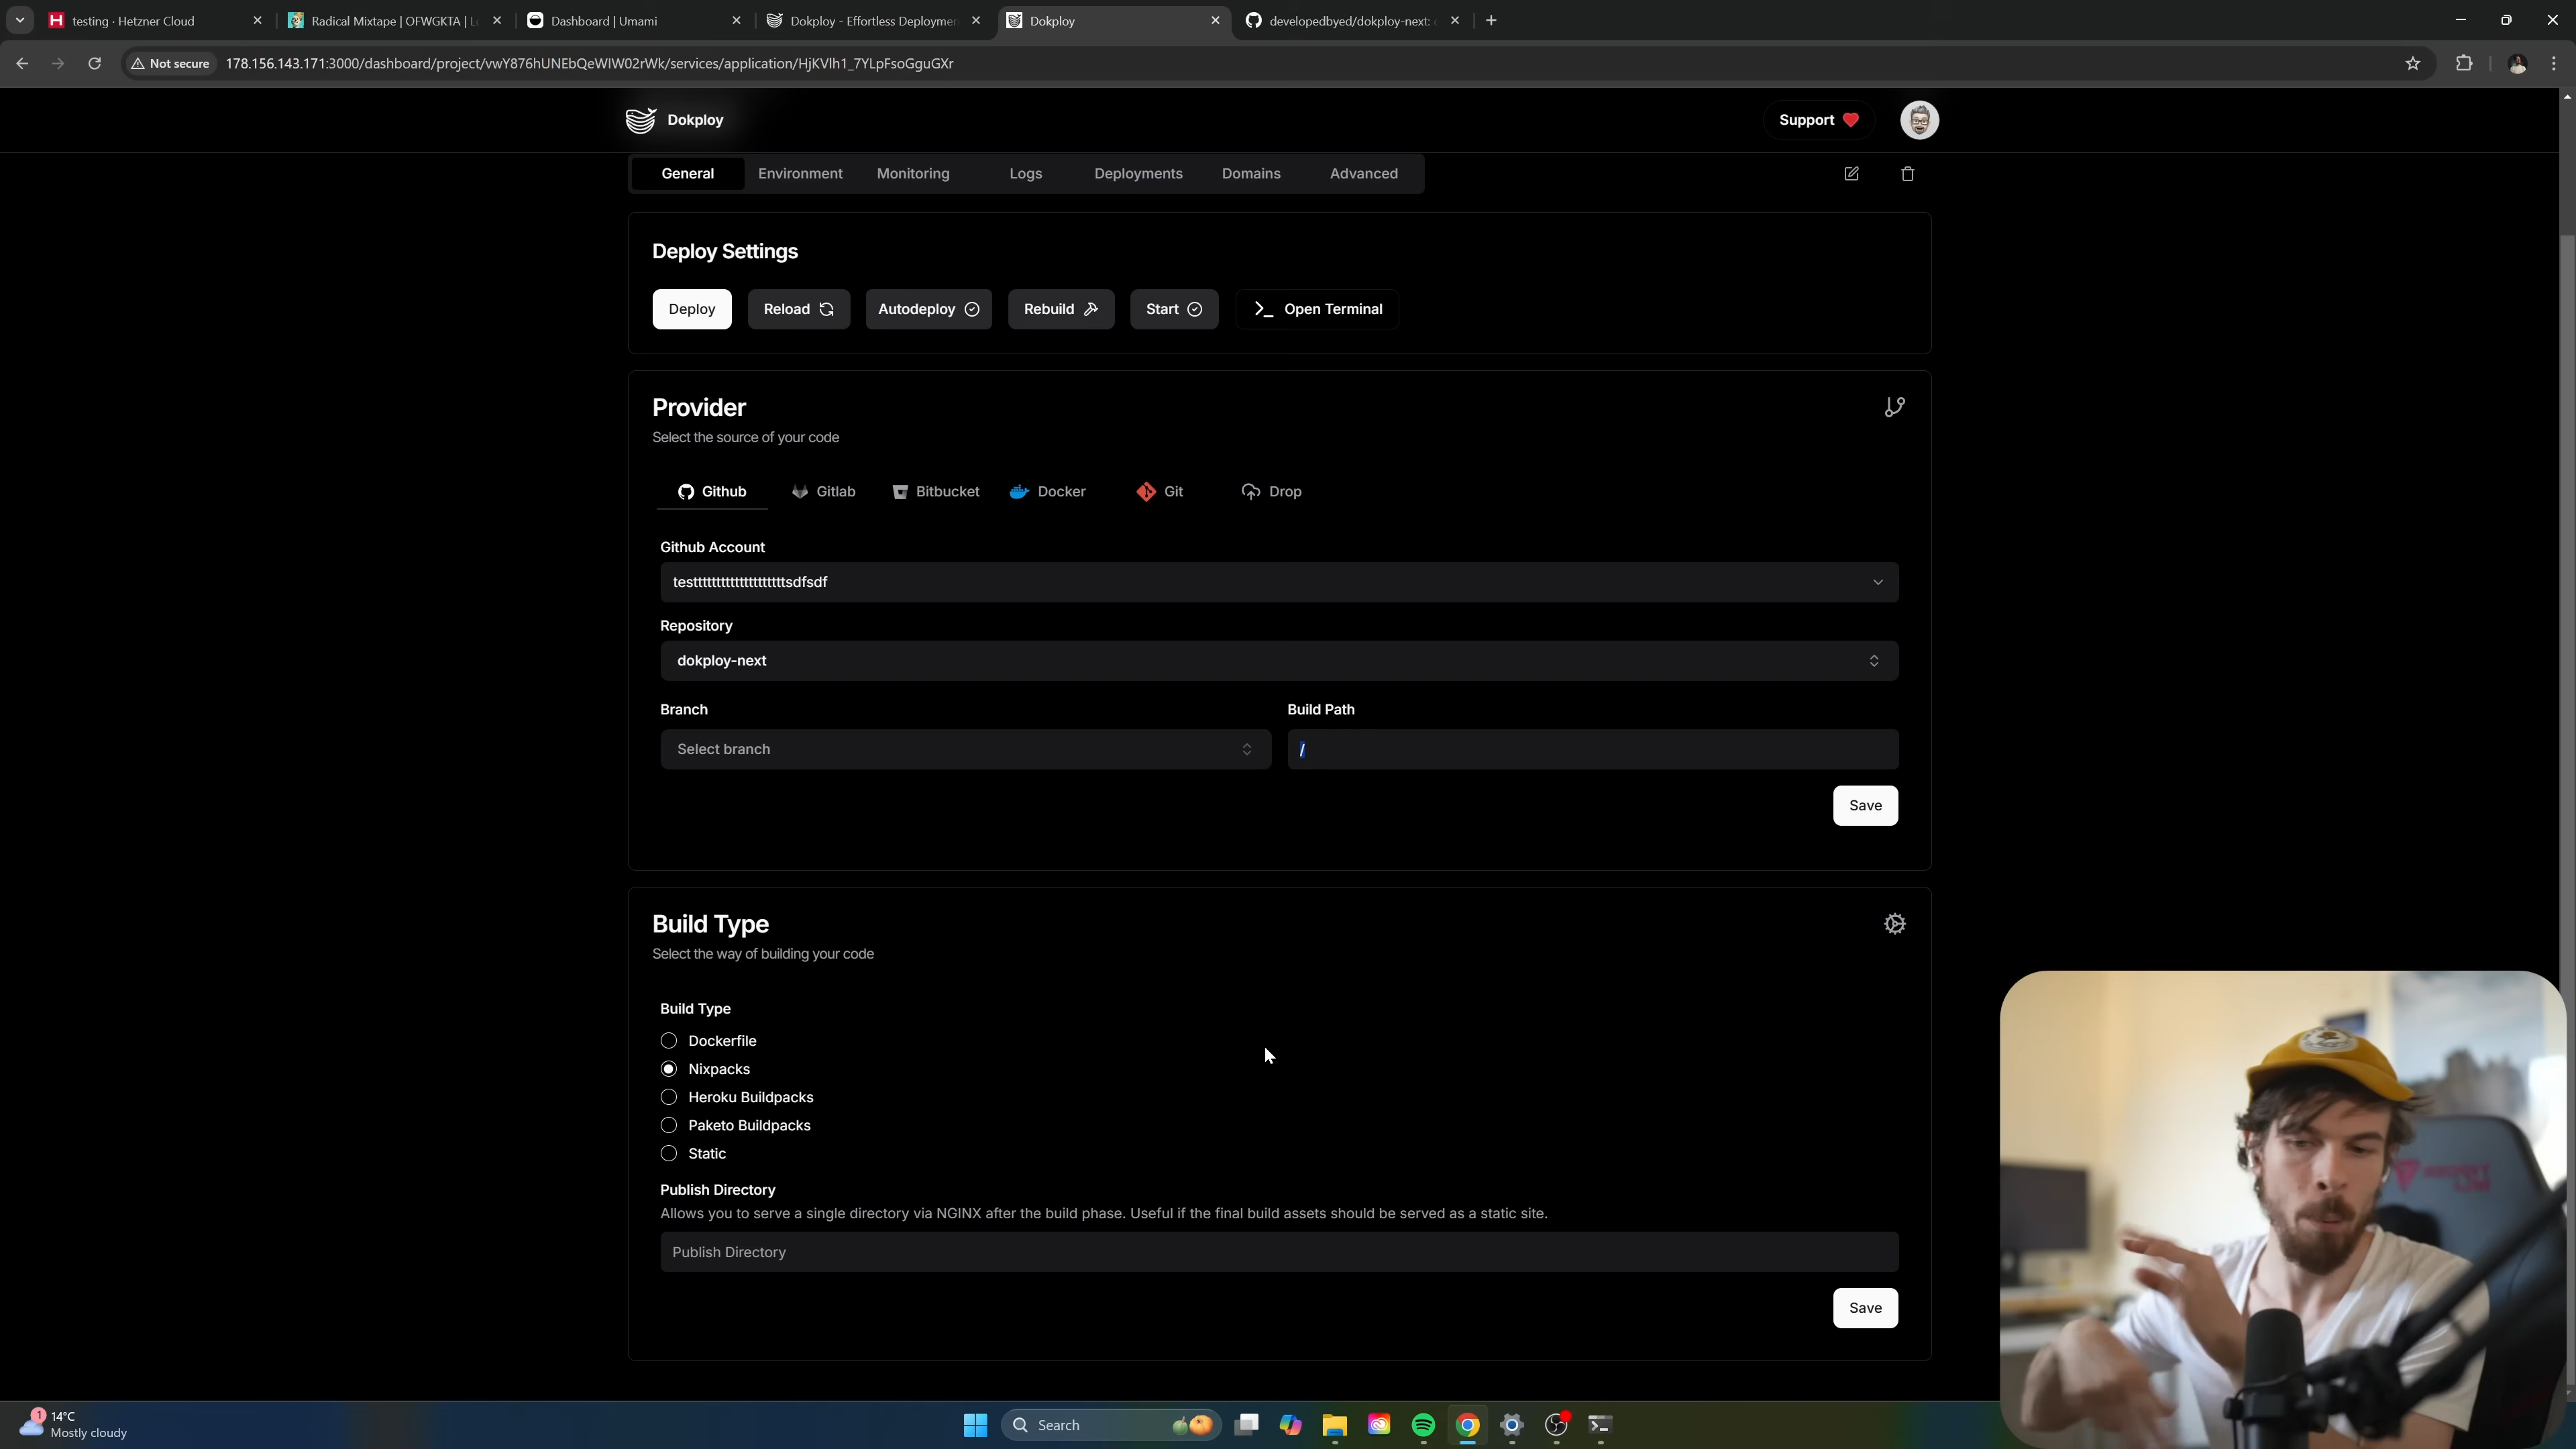 testing · Hetzner Cloud
Radical Mixtape | OFWGKTA | L
Dashboard | Umami
Dokploy - Effortless Deploymen
Dokploy
developedbyed/dokploy-next:
Not secure
178.156.143.171:3000/dashboard/project/vwY876hUNEbQeWIW02rWk/services/application/HjKVlh1_7YLpFsoGguGXr
Dokploy
Support
General
Environment
Monitoring
Logs
Deployments
Domains
Advanced
Deploy Settings
Deploy
Reload
Autodeploy
Rebuild
Start
Open Terminal
Provider
Select the source of your code
Github
Gitlab
Bitbucket
Docker
Git
Drop
Github Account
testttttttttttttttttttttsdfsdf
Repository
dokploy-next
Branch
Build Path
Select branch
/
Save
Build Type
Select the way of building your code
Build Type
Dockerfile
Nixpacks
Heroku Buildpacks
Paketo Buildpacks
Static
Publish Directory
Allows you to serve a single directory via NGINX after the build phase. Useful if the final build assets should be served as a static site.
Publish Directory
Save
1
14°C
Mostly cloudy
Search